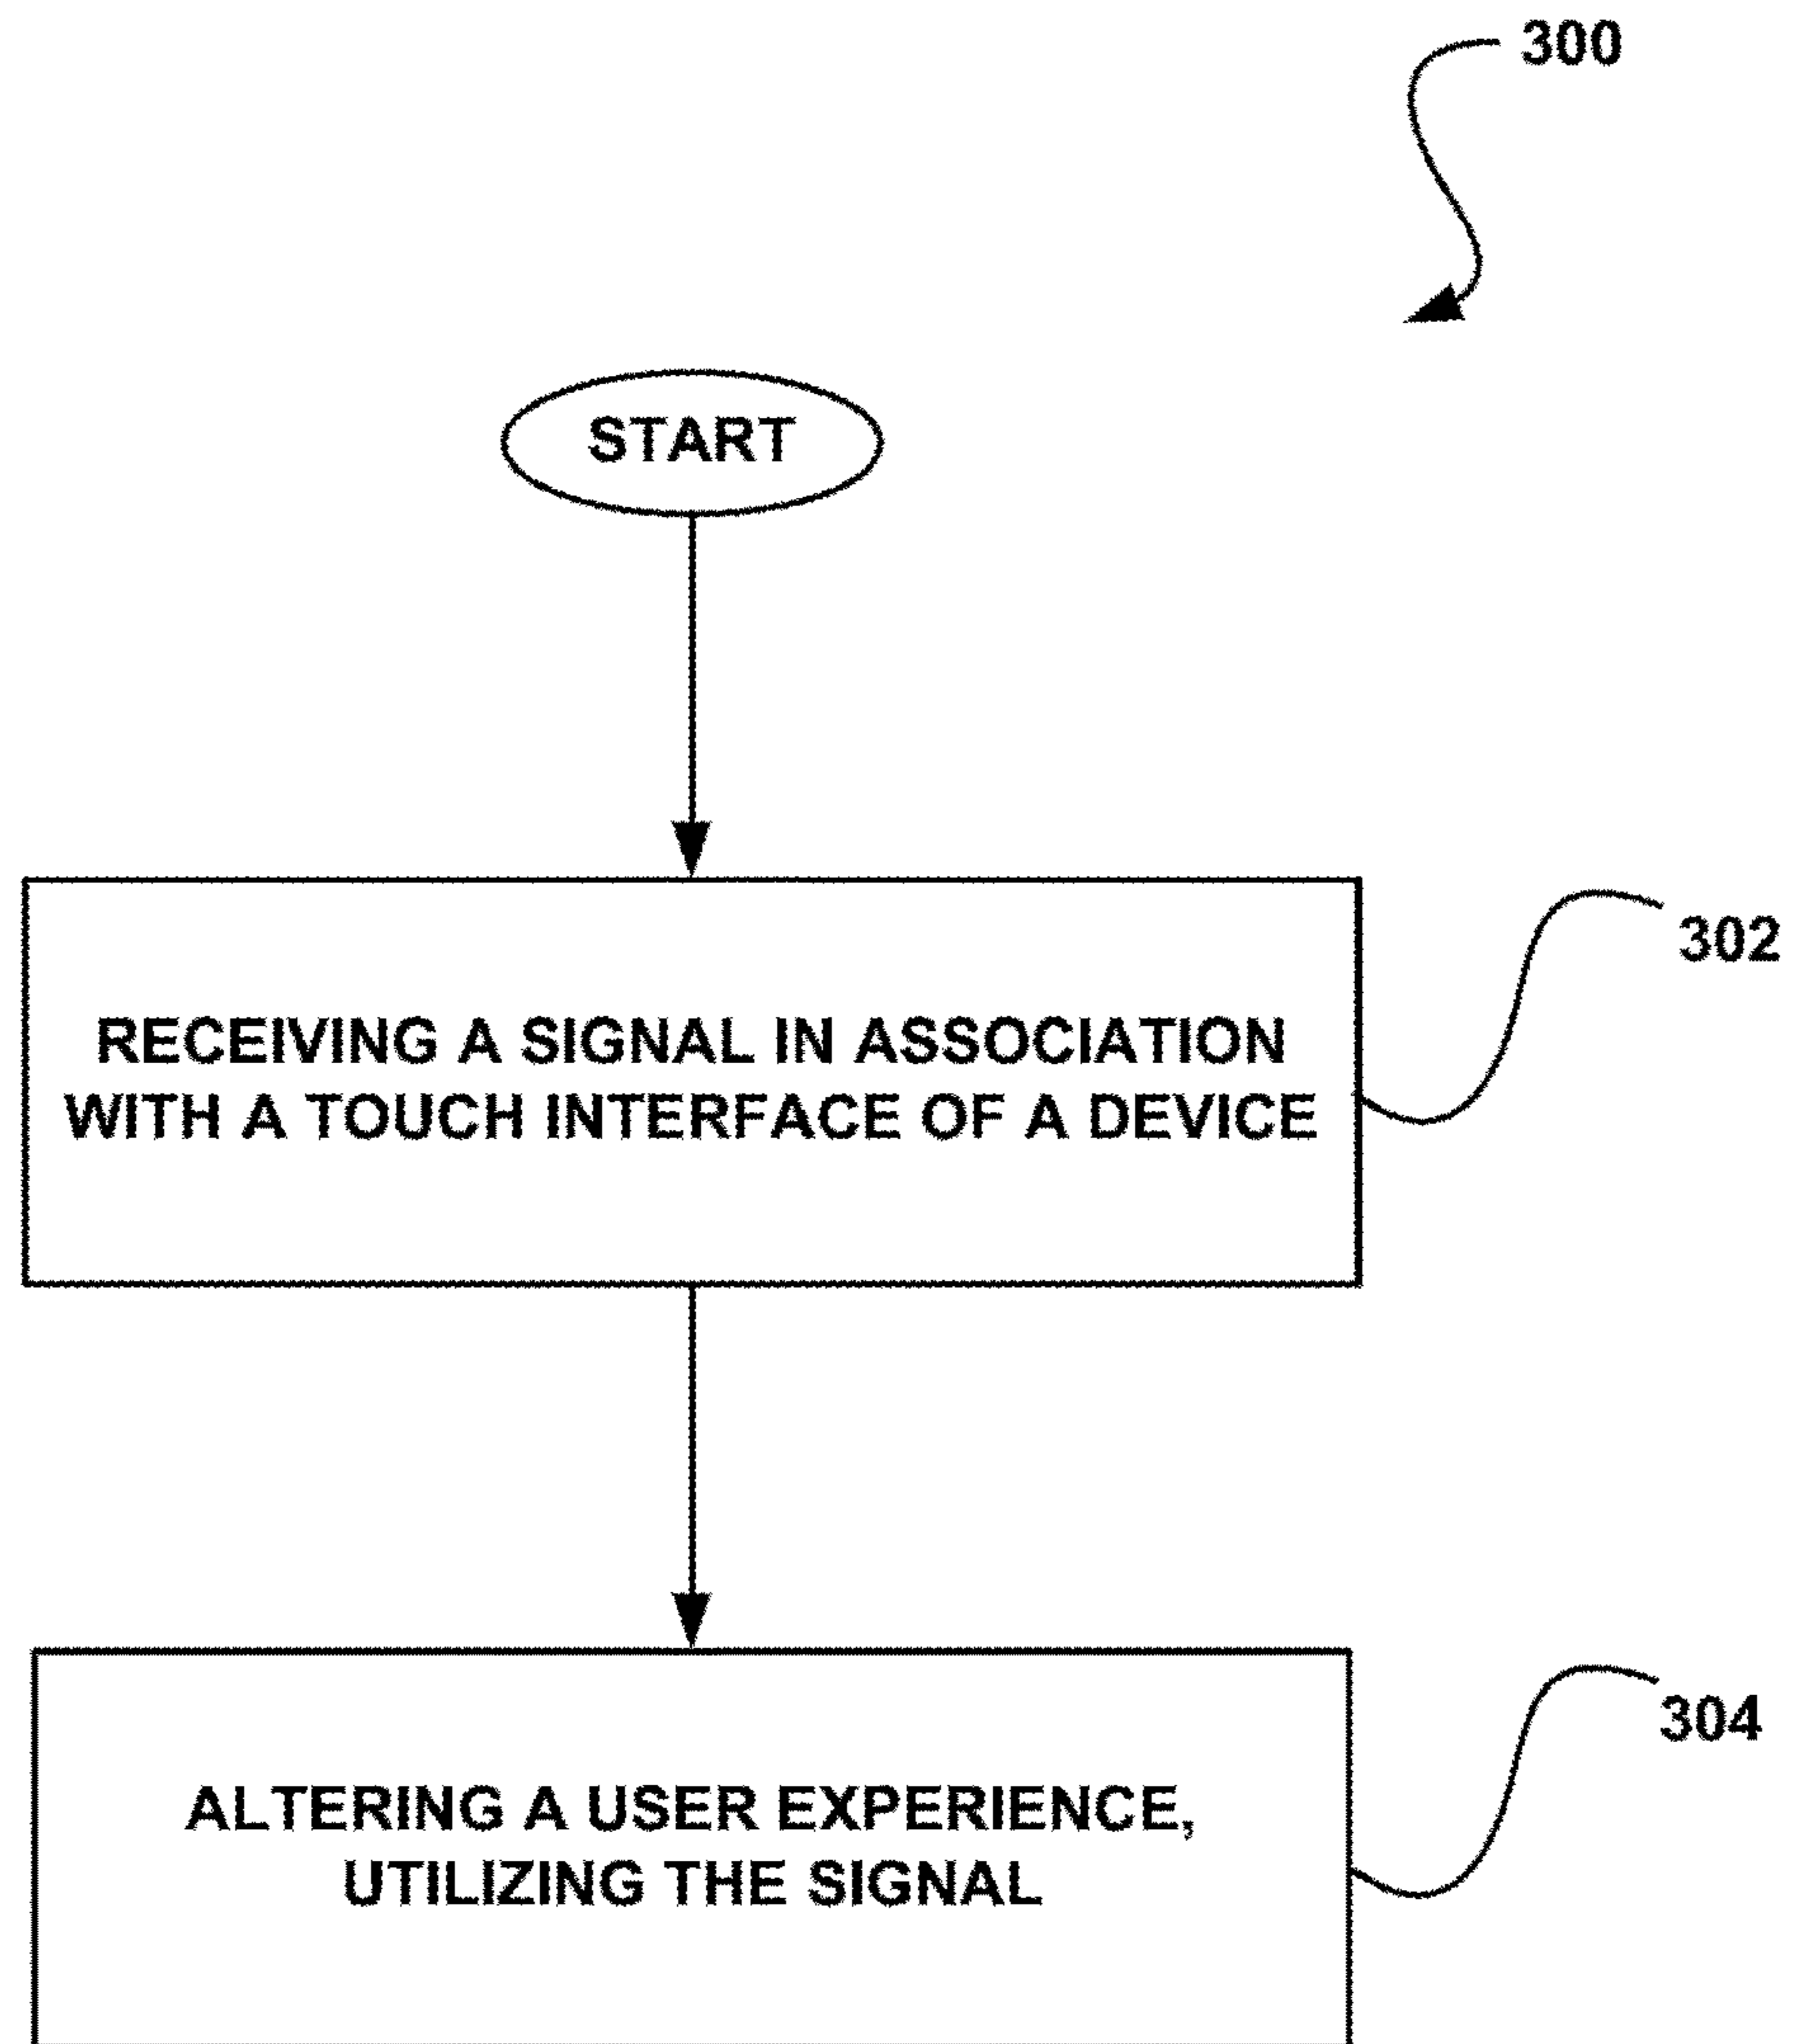 300
START
302
RECEIVING A SIGNAL IN ASSOCIATION
WITH A TOUCH INTERFACE OF A DEVICE
304
ALTERING A USER EXPERIENCE,
UTILIZING THE SIGNAL